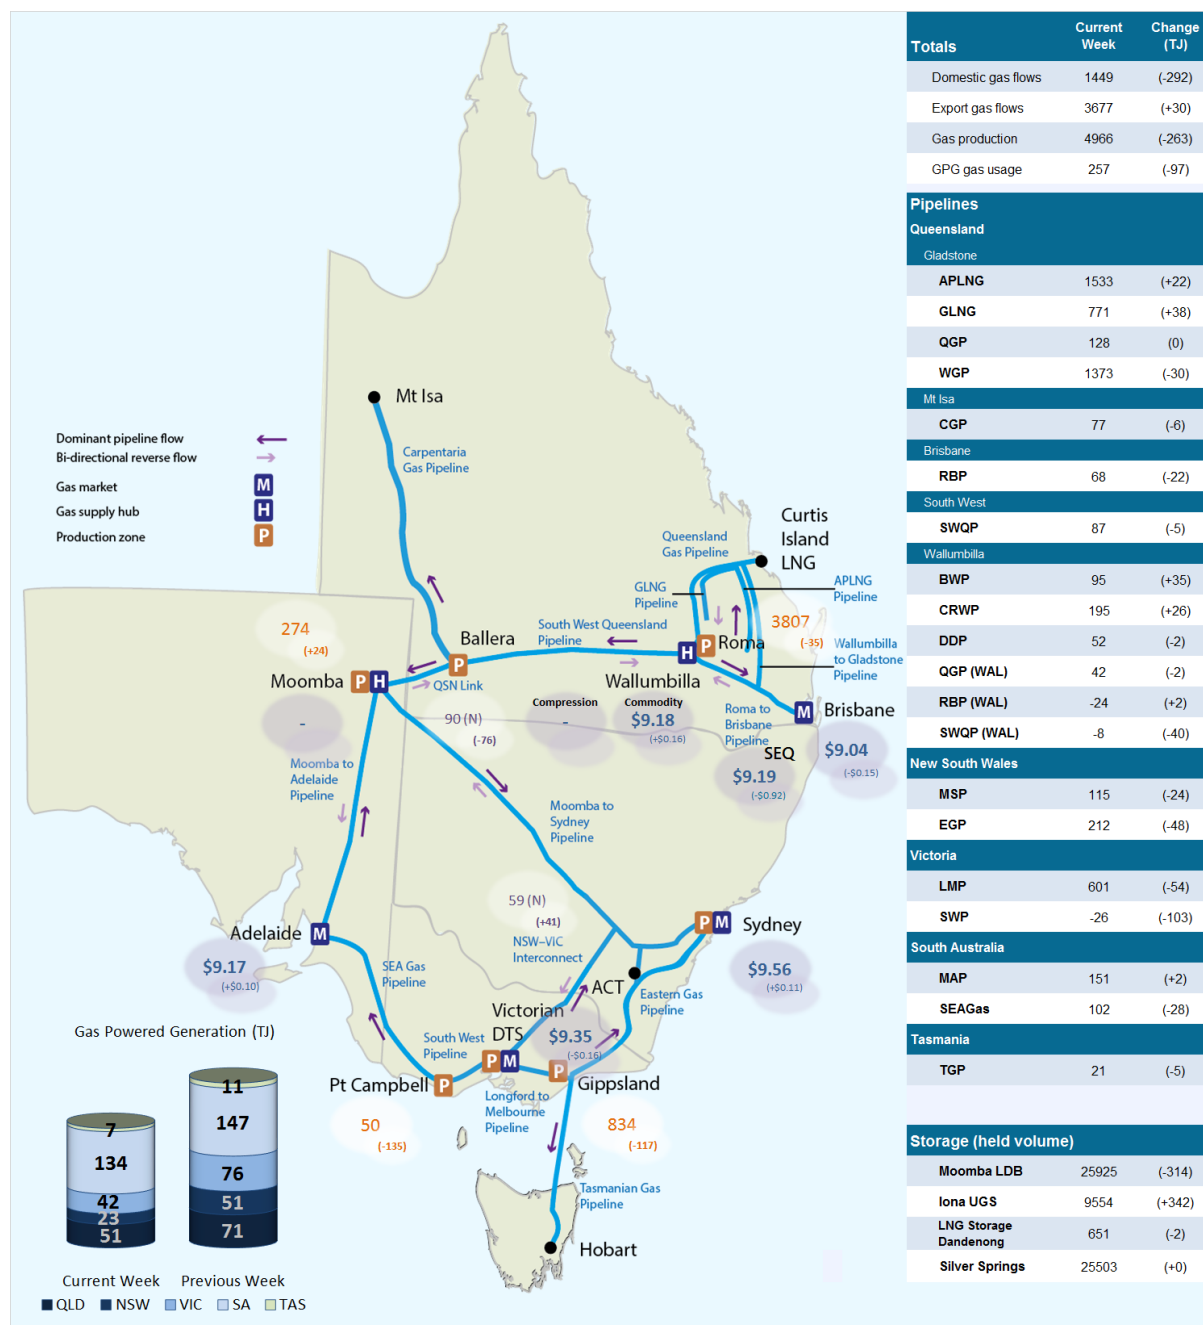 Mt Isa
Dominant pipeline flow
Bi-directional reverse flow
Gas market
M
Gas supply hub
H
Production zone
P
Carpentaria
Gas Pipeline
Curtis
Island
LNG
Queensland
Gas Pipeline
GLNG
Pipeline
APLNG
Pipeline
3807
(-35)
South West Queensland
Pipeline
Wallumbilla
to Gladstone
Pipeline
274
(+24)
Ballera
P
H P Roma
Moomba P H
QSN Link
Wallumbilla
M Brisbane
-
90 (N)
(-76)
Compression
-
Commodity
$9.18
(+$0.16)
Roma to
Brisbane
Pipeline
SEQ
$9.19
(-$0.92)
$9.04
(-$0.15)
Moomba to
Adelaide
Pipeline
Moomba to
Sydney
Pipeline
59 (N)
(+41)
NSW-VIC
Interconnect
Adelaide M
P M Sydney
$9.17
(+$0.10)
SEA Gas
Pipeline
$9.56
(+$0.11)
ACT
Eastern Gas
Pipeline
Victorian
DTS
P M
$9.35
(-$0.16)
South West
Pipeline
Pt Campbell P
P
Gippsland
Longford to
Melbourne
Pipeline
50
(-135)
834
(-117)
Tasmanian Gas
Pipeline
Hobart
Gas Powered Generation (TJ)
7
134
42
23
51
11
147
76
51
71
Current Week Previous Week
QLD NSW VIC SA TAS
Totals Current Week Change (TJ)
Domestic gas flows 1449 (-292)
Export gas flows 3677 (+30)
Gas production 4966 (-263)
GPG gas usage 257 (-97)
Pipelines
Queensland
Gladstone
APLNG 1533 (+22)
GLNG 771 (+38)
QGP 128 (0)
WGP 1373 (-30)
Mt Isa
CGP 77 (-6)
Brisbane
RBP 68 (-22)
South West
SWQP 87 (-5)
Wallumbilla
BWP 95 (+35)
CRWP 195 (+26)
DDP 52 (-2)
QGP (WAL) 42 (-2)
RBP (WAL) -24 (+2)
SWQP (WAL) -8 (-40)
New South Wales
MSP 115 (-24)
EGP 212 (-48)
Victoria
LMP 601 (-54)
SWP -26 (-103)
South Australia
MAP 151 (+2)
SEAGas 102 (-28)
Tasmania
TGP 21 (-5)
Storage (held volume)
Moomba LDB 25925 (-314)
Iona UGS 9554 (+342)
LNG Storage
Dandenong 651 (-2)
Silver Springs 25503 (+0)